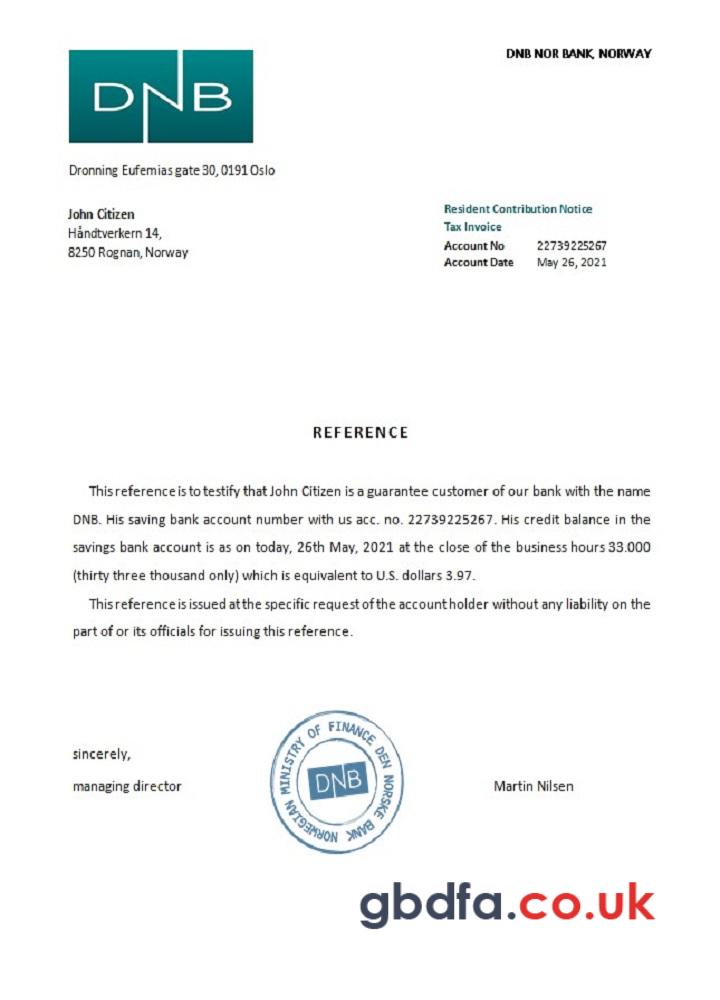 DNB
DNB NOR BANK, NORWAY
Dronning Eufemias gate 30, 0191 Oslo
John Citizen
Håndtverkern 14,
8250 Rognan, Norway
Resident Contribution Notice
Tax Invoice
Account No 22739225267
Account Date May 26, 2021
REFERENCE
This reference is to testify that John Citizen is a guarantee customer of our bank with the name
DNB. His saving bank account number with us acc. no. 22739225267. His credit balance in the
savings bank account is as on today, 26th May, 2021 at the close of the business hours 33.000
(thirty three thousand only) which is equivalent to U.S. dollars 3.97.
This reference is issued at the specific request of the account holder without any liability on the
part of or its officials for issuing this reference.
sincerely,
managing director
NORWEGIAN MINISTRY OF FINANCE DEN NORSKE BANK
DNB
Martin Nilsen
gbdfa.co.uk